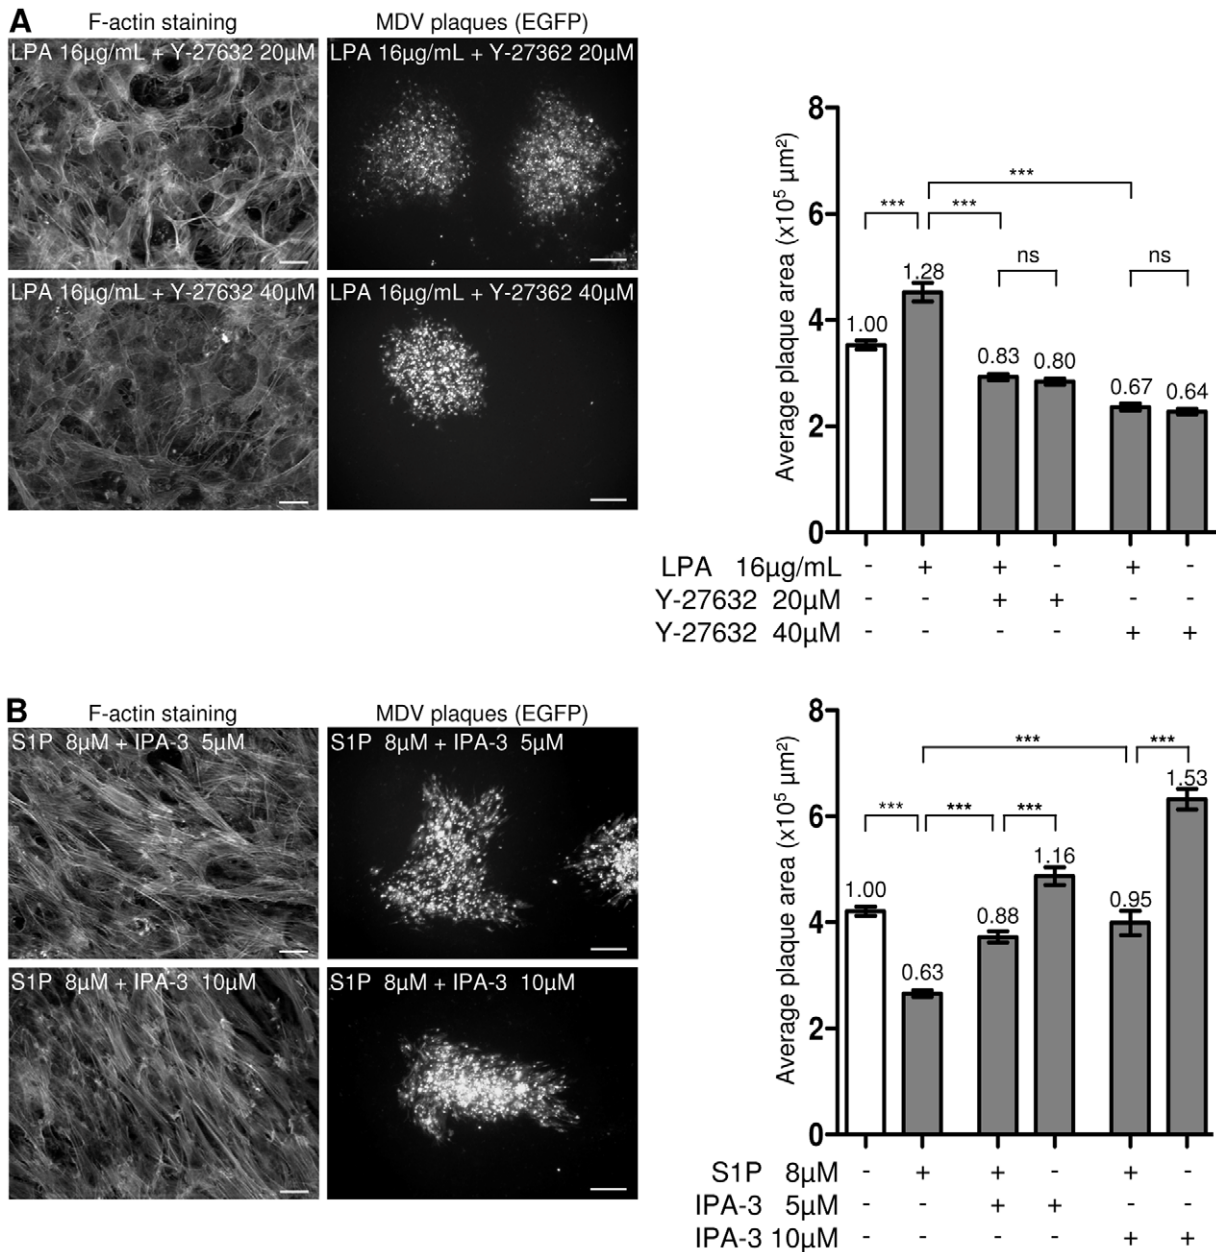 A
F-actin staining MDV plaques (EGFP)
LPA 16µg/mL + Y-27632 20µM LPA 16µg/mL + Y-27362 20µM
LPA 16µg/mL + Y-27632 40µM LPA 16µg/mL + Y-27362 40µM
Average plaque area (x10⁵ µm²)
8
6
4
2
0
***
*** ***
ns ns
1.00 1.28 0.83 0.80 0.67 0.64
LPA 16µg/mL - + + - + -
Y-27632 20µM - - + + - -
Y-27632 40µM - - - - + +
B
F-actin staining MDV plaques (EGFP)
S1P 8µM + IPA-3 5µM S1P 8µM + IPA-3 5µM
S1P 8µM + IPA-3 10µM S1P 8µM + IPA-3 10µM
Average plaque area (x10⁵ µm²)
8
6
4
2
0
*** ***
*** *** ***
1.00 0.63 0.88 1.16 0.95 1.53
S1P 8µM - + + - + -
IPA-3 5µM - - + + - -
IPA-3 10µM - - - - + +